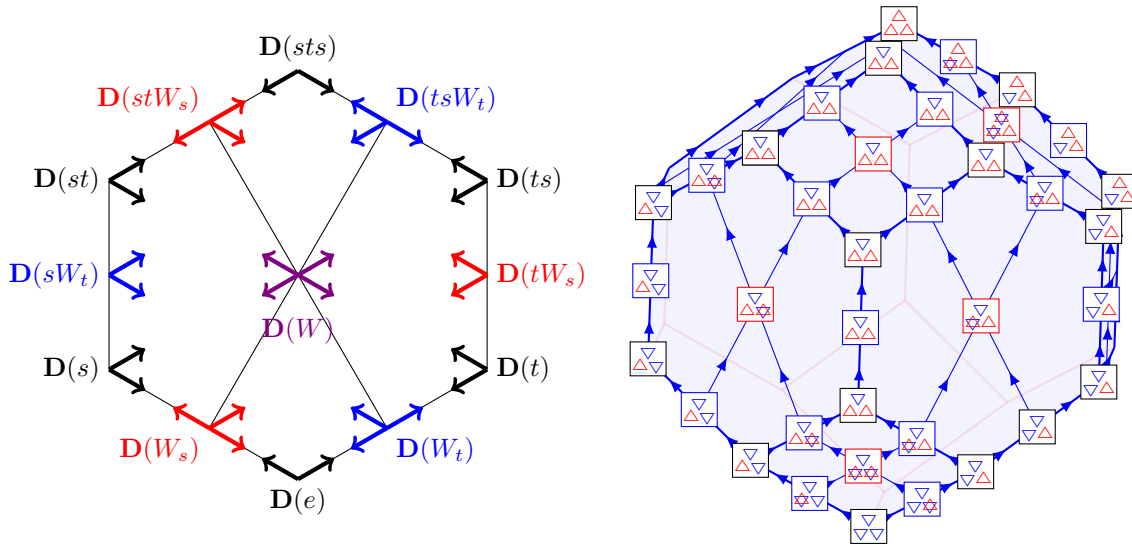 D(sts)
D(stW_s)
D(tsW_t)
D(st)
D(ts)
D(sW_t)
D(tW_s)
D(W)
D(s)
D(t)
D(W_s)
D(W_t)
D(e)